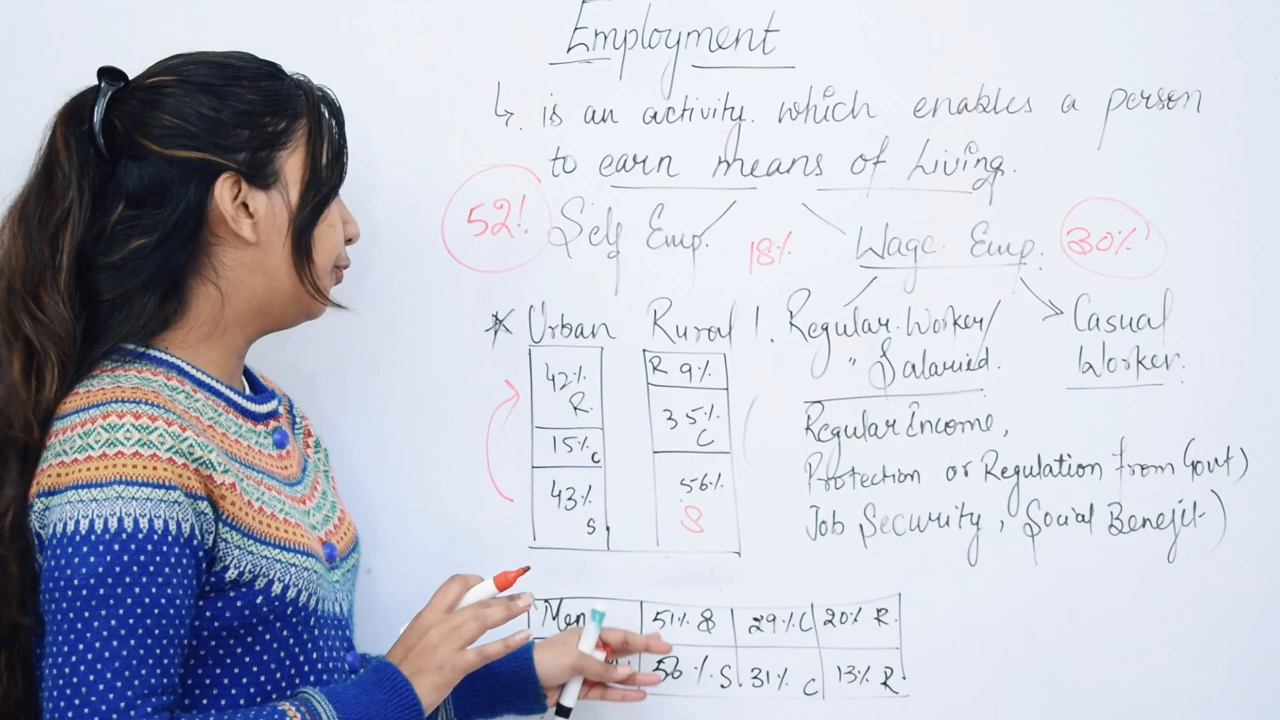 Employment
↳ is an activity which enables a person
to earn means of Living.
52% Self Emp. 18% Wage Emp. 30%
* Urban Rural Regular Worker/ Casual
" Salaried. Worker.
42% R. R 9%
15% C 35% C
43% S 56% S
Regular Income,
Protection or Regulation from Govt)
Job Security, Social Benefit)
Men 51% S 29% C 20% R.
56 % S 31% C 13% R